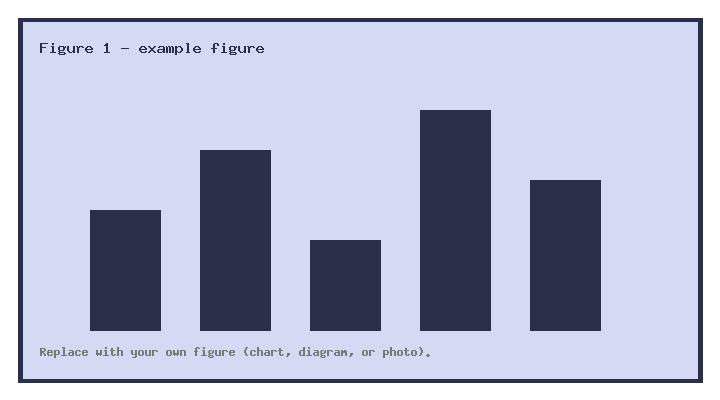 Figure 1 — example figure
Replace with your own figure (chart, diagram, or photo).